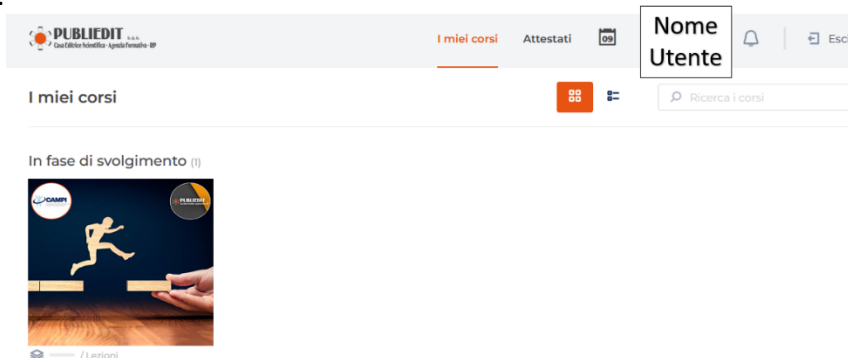 PUBLIEDIT s.a.s.
Casa Editrice Scientifica - Agenzia Formativa - BP
I miei corsi
Attestati
09
Nome
Utente
Esci
I miei corsi
Ricerca i corsi
In fase di svolgimento (1)
CAMPI
PUBLIEDIT
/ Lezioni